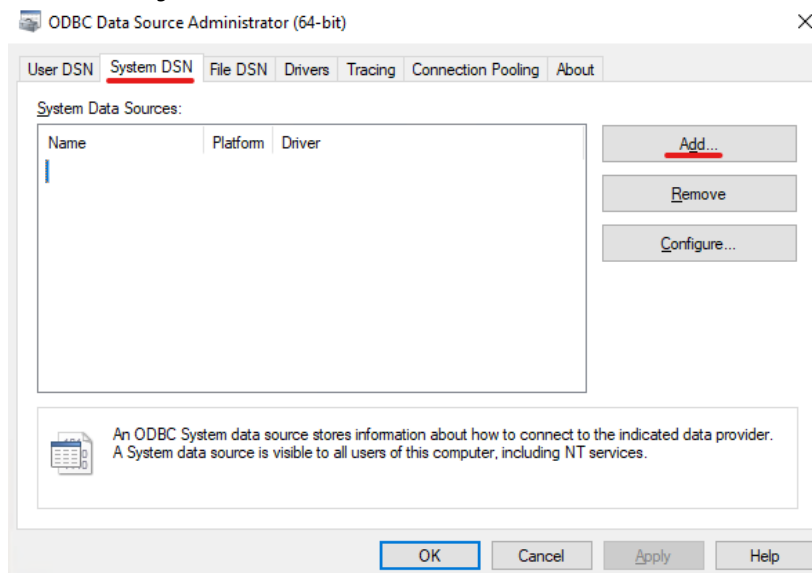 ODBC Data Source Administrator (64-bit)
User DSN System DSN File DSN Drivers Tracing Connection Pooling About
System Data Sources:
Name Platform Driver
Add...
Remove
Configure...
An ODBC System data source stores information about how to connect to the indicated data provider.
A System data source is visible to all users of this computer, including NT services.
OK Cancel Apply Help